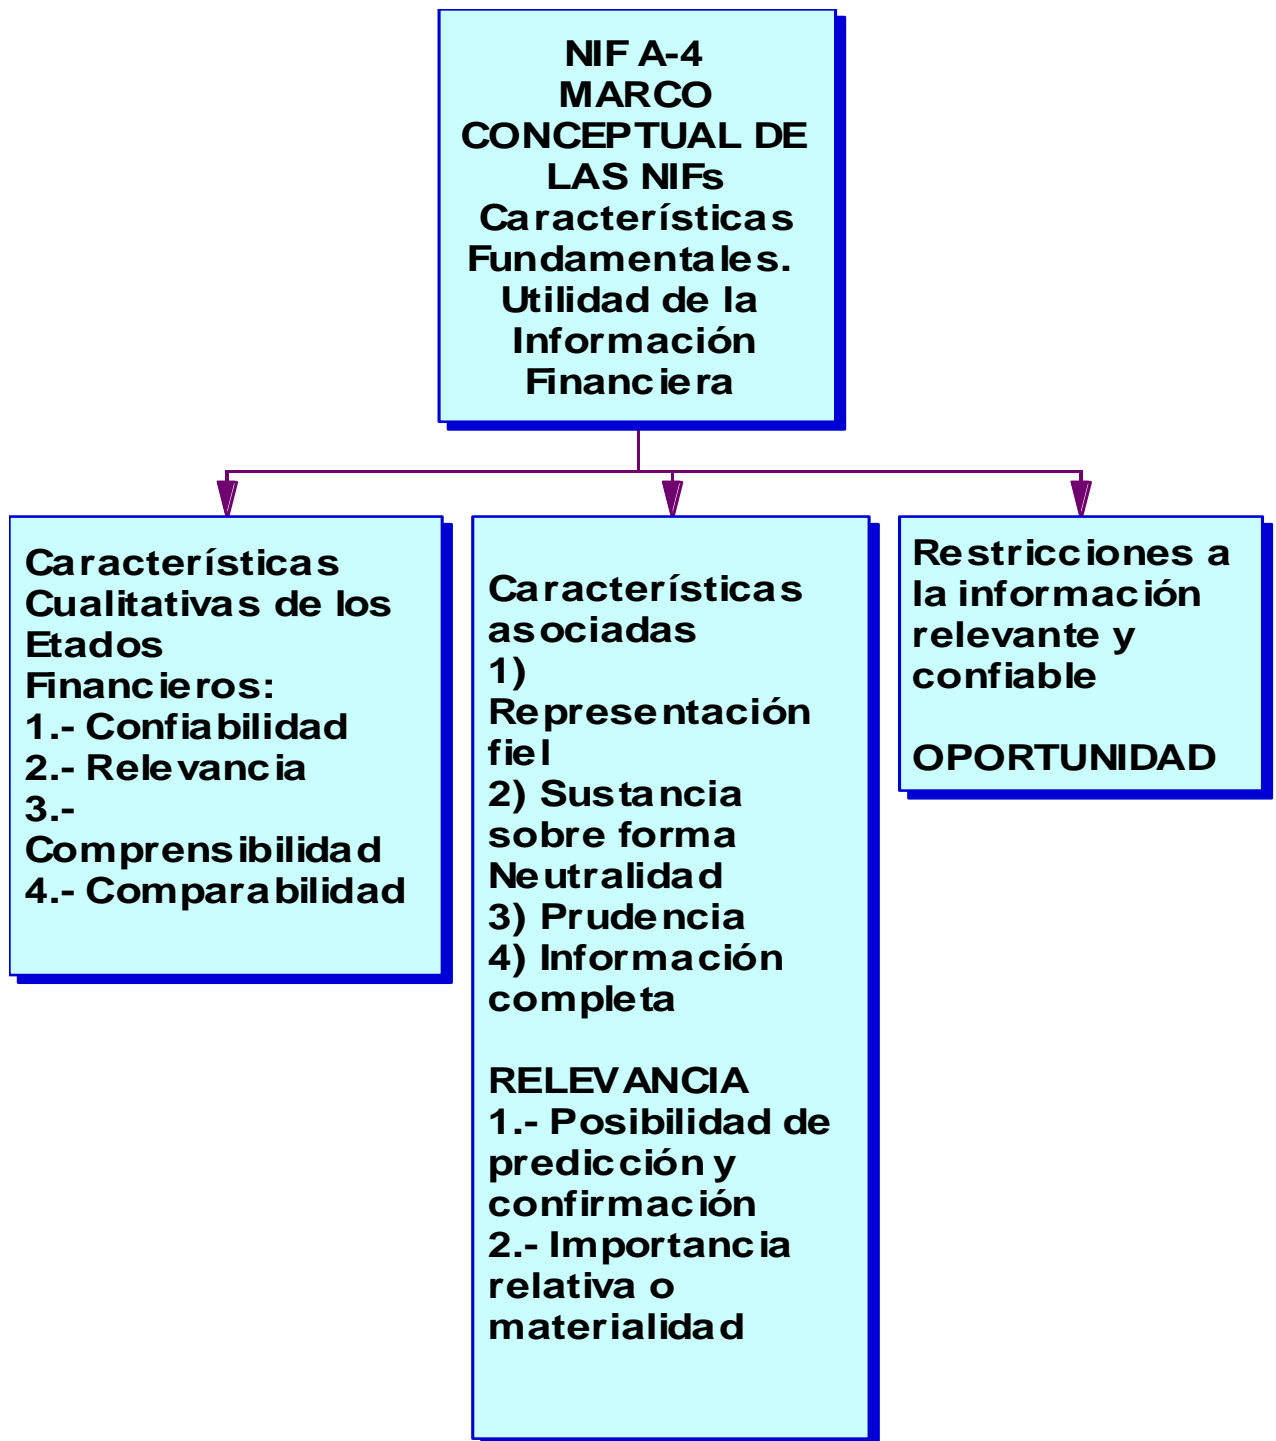 NIF A-4
MARCO
CONCEPTUAL DE
LAS NIFs
Características
Fundamentales.
Utilidad de la
Información
Financiera
Características
Cualitativas de los
Etados
Financieros:
1.- Confiabilidad
2.- Relevancia
3.-
Comprensibilidad
4.- Comparabilidad
Características
asociadas
1)
Representación
fiel
2) Sustancia
sobre forma
Neutralidad
3) Prudencia
4) Información
completa
RELEVANCIA
1.- Posibilidad de
predicción y
confirmación
2.- Importancia
relativa o
materialidad
Restricciones a
la información
relevante y
confiable
OPORTUNIDAD